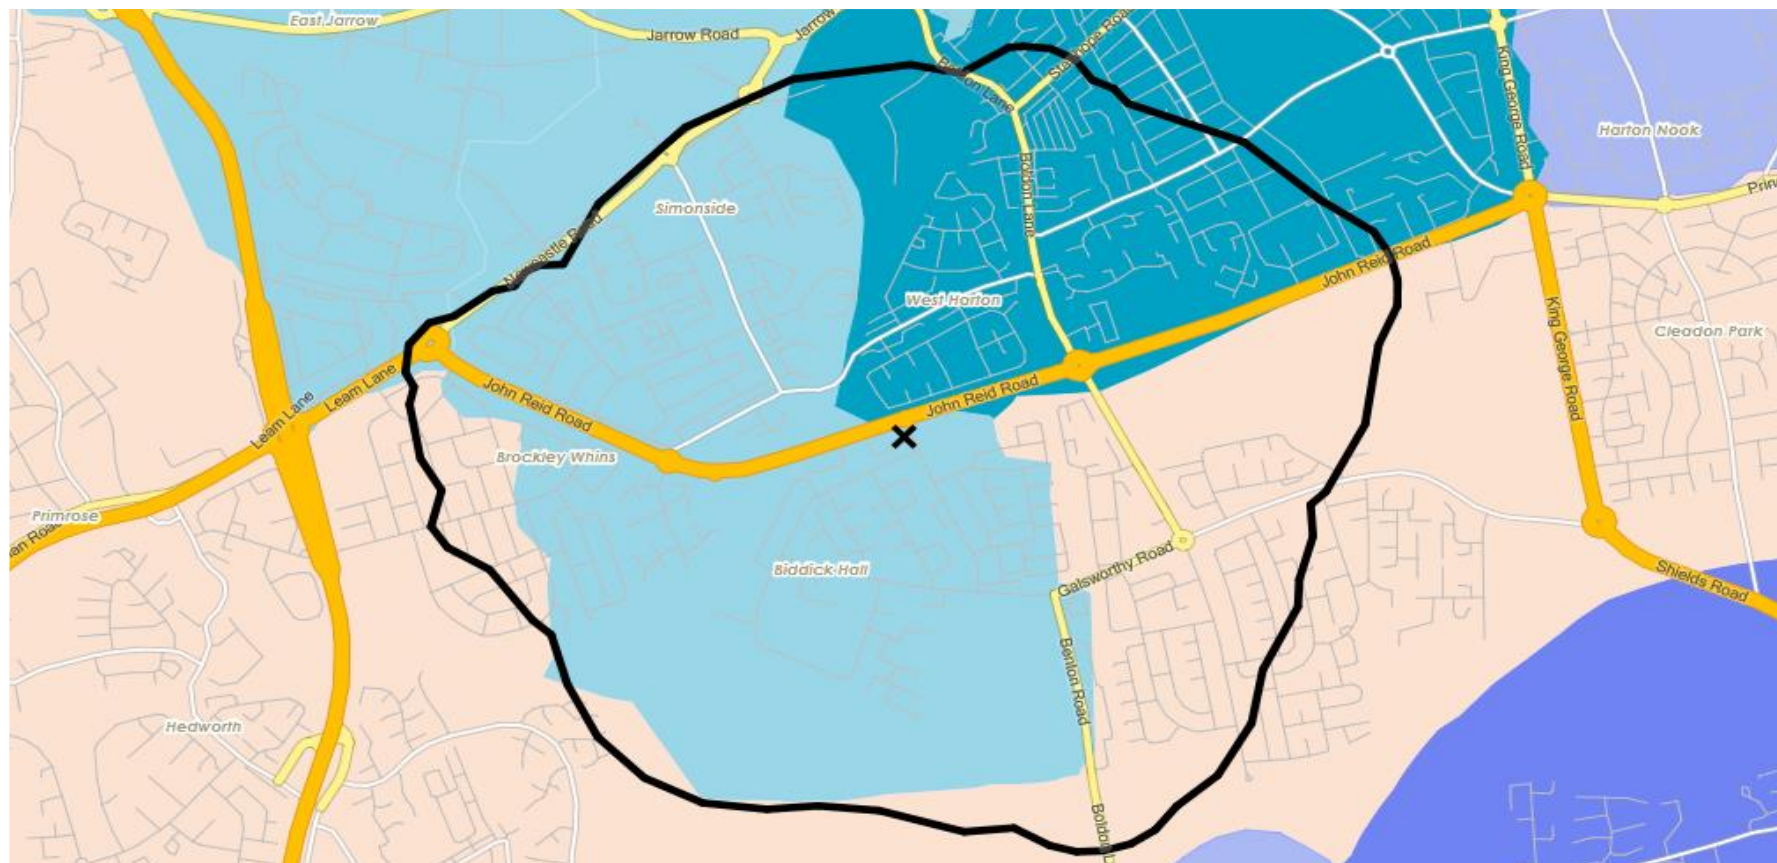 East Jarrow
Jarrow Road
Jarrow
Stanhope Road
Boldon Lane
King George Road
Harton Nook
Simonside
Boldon Lane
Newcastle Road
West Harton
John Reid Road
Cleadon Park
King George Road
Leam Lane
Leam Lane
John Reid Road
John Reid Road
Brockley Whins
Primrose
Biddick Hall
Galsworthy Road
Shields Road
Benton Road
Hedworth